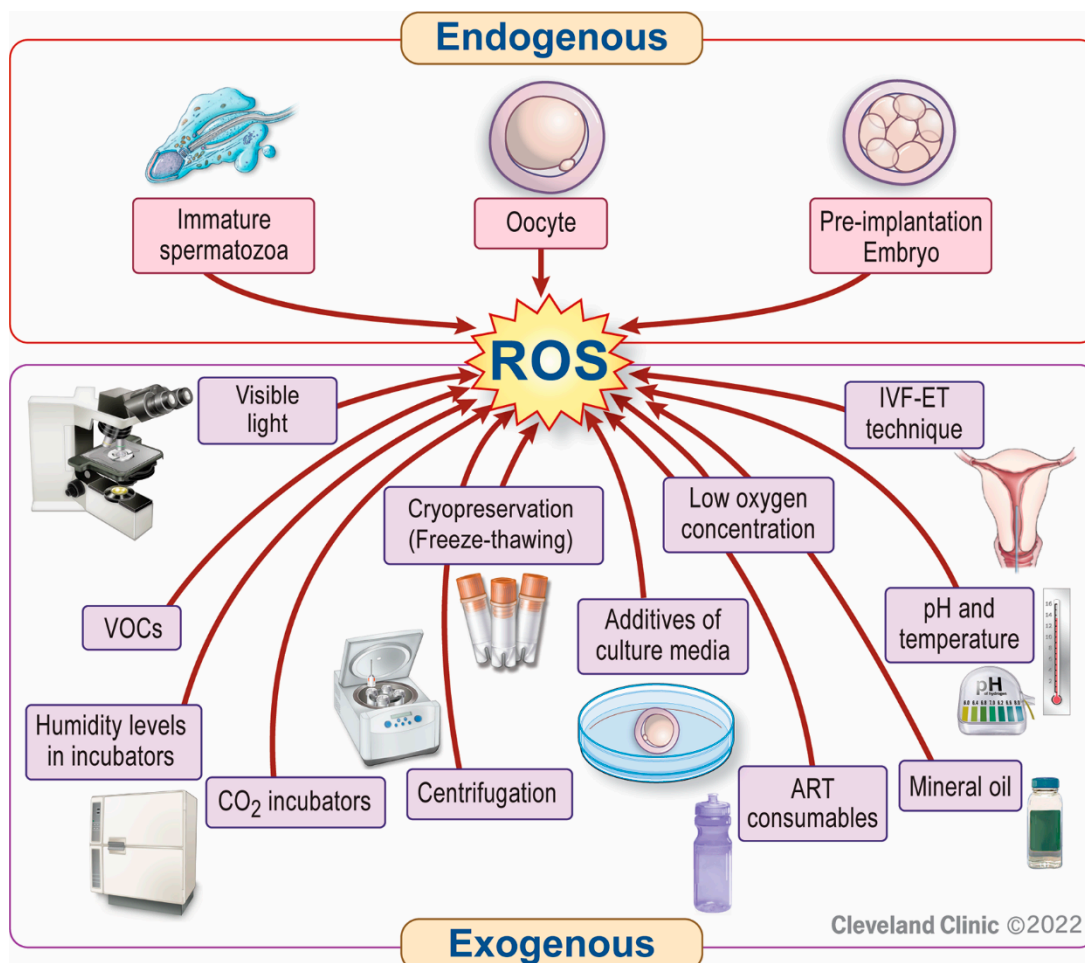 Endogenous
Immature
spermatozoa
Oocyte
Pre-implantation
Embryo
ROS
Visible
light
IVF-ET
technique
Cryopreservation
(Freeze-thawing)
Low oxygen
concentration
VOCs
Additives of
culture media
pH and
temperature
pH
Humidity levels
in incubators
CO₂ incubators
Centrifugation
ART
consumables
Mineral oil
Cleveland Clinic ©2022
Exogenous